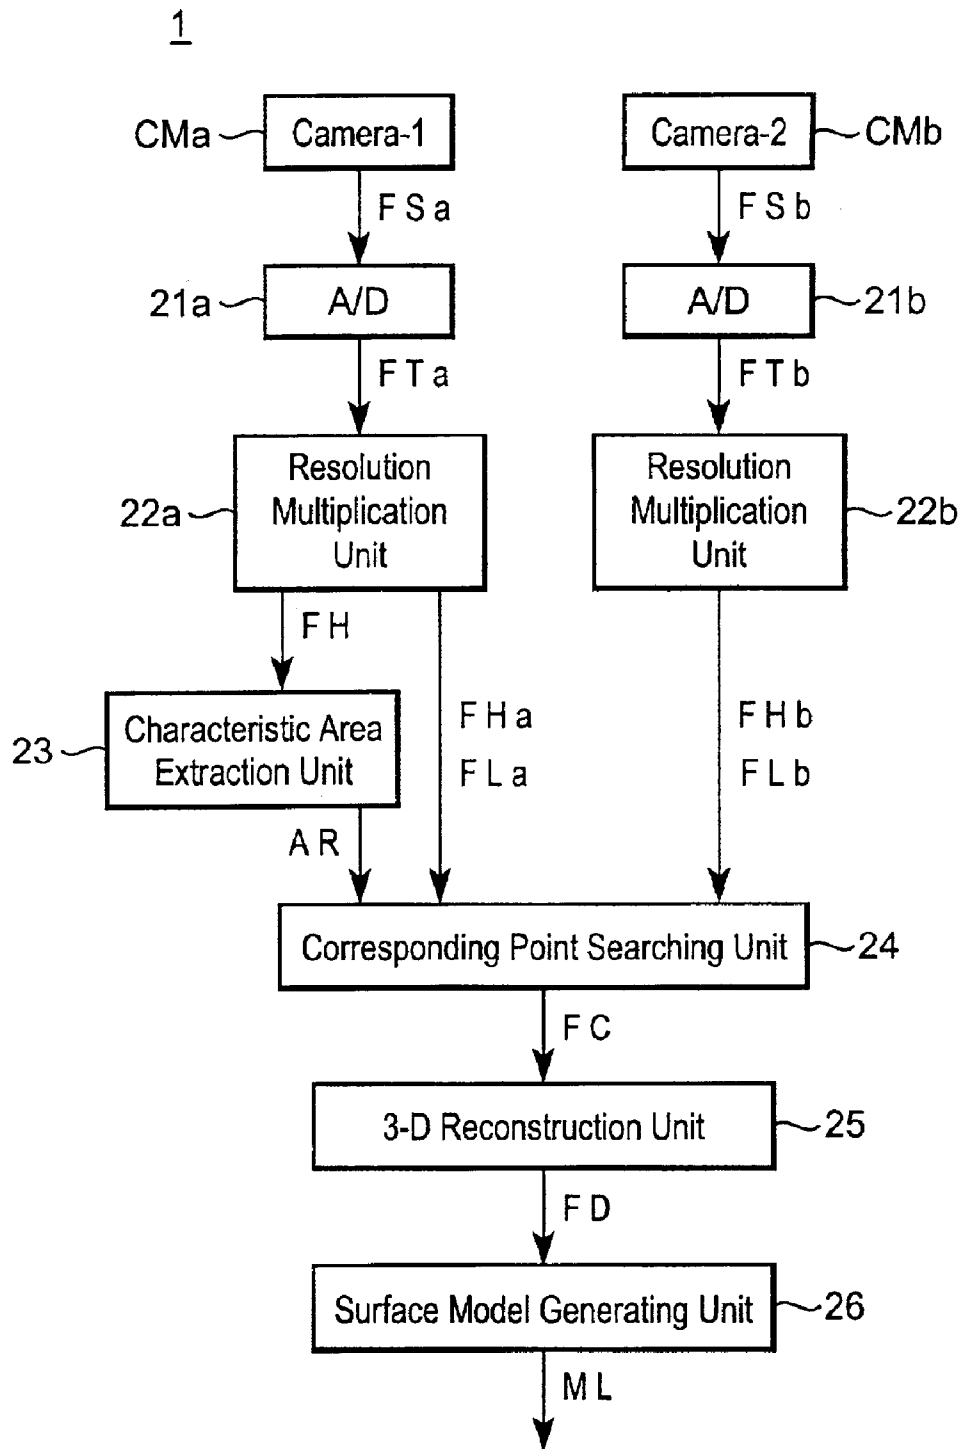 1
CMa
Camera-1
Camera-2
CMb
F S a
F S b
21a
A/D
A/D
21b
F T a
F T b
22a
Resolution
Multiplication
Unit
Resolution
Multiplication
Unit
22b
F H
23
Characteristic Area
Extraction Unit
F H a
F L a
F H b
F L b
A R
Corresponding Point Searching Unit
24
F C
3-D Reconstruction Unit
25
F D
Surface Model Generating Unit
26
M L